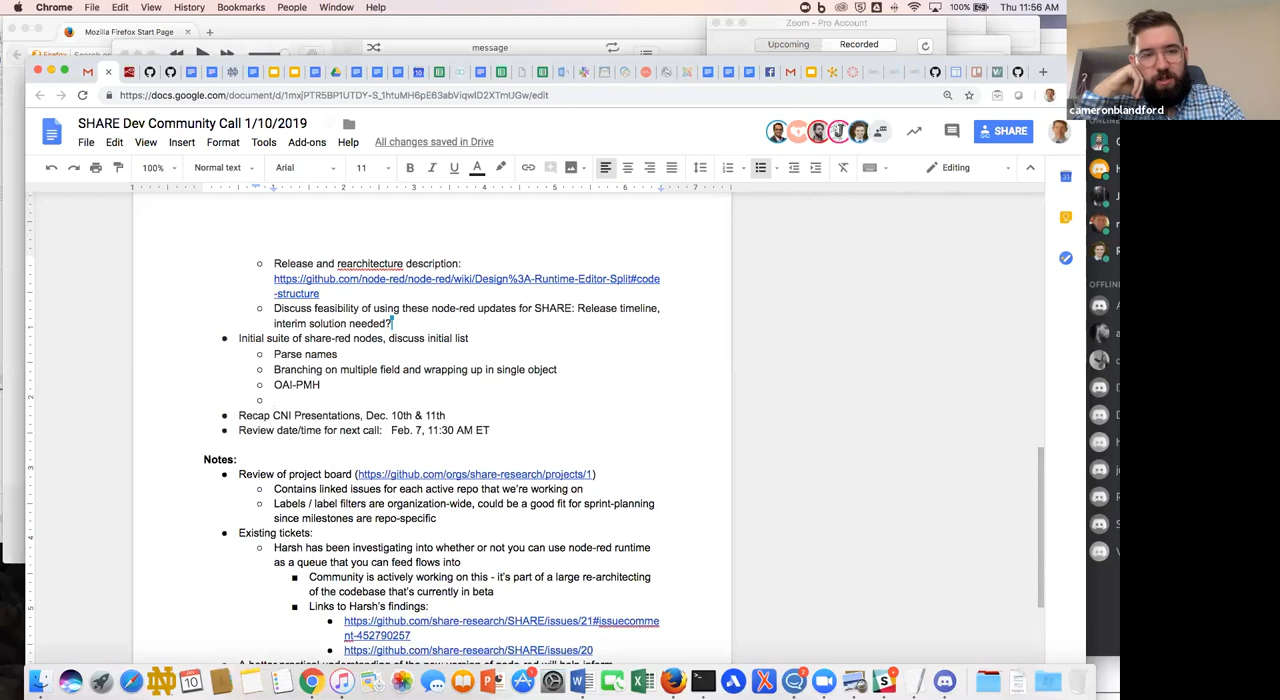 Chrome File Edit View History Bookmarks People Window Help 100% Thu 11:56 AM
Zoom - Pro Account
Mozilla Firefox Start Page
message
Upcoming Recorded
https://docs.google.com/document/d/1mxjPTR5BP1UTDY-S_1htuMH6pE63abViqwID2XTmUGw/edit
cameronblandford
SHARE Dev Community Call 1/10/2019
File Edit View Insert Format Tools Add-ons Help All changes saved in Drive
SHARE
100% Normal text Arial 11 Editing
Release and rearchitecture description:
https://github.com/node-red/node-red/wiki/Design%3A-Runtime-Editor-Split#code
-structure
Discuss feasibility of using these node-red updates for SHARE: Release timeline,
interim solution needed?
Initial suite of share-red nodes, discuss initial list
Parse names
Branching on multiple field and wrapping up in single object
OAI-PMH
Recap CNI Presentations, Dec. 10th & 11th
Review date/time for next call: Feb. 7, 11:30 AM ET
Notes:
Review of project board (https://github.com/orgs/share-research/projects/1)
Contains linked issues for each active repo that we're working on
Labels / label filters are organization-wide, could be a good fit for sprint-planning
since milestones are repo-specific
Existing tickets:
Harsh has been investigating into whether or not you can use node-red runtime
as a queue that you can feed flows into
Community is actively working on this - it's part of a large re-architecting
of the codebase that's currently in beta
Links to Harsh's findings:
https://github.com/share-research/SHARE/issues/21#issuecomme
nt-452790257
https://github.com/share-research/SHARE/issues/20